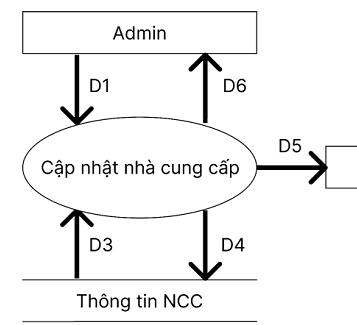 Admin
D1
D6
Cập nhật nhà cung cấp
D5
D3
D4
Thông tin NCC